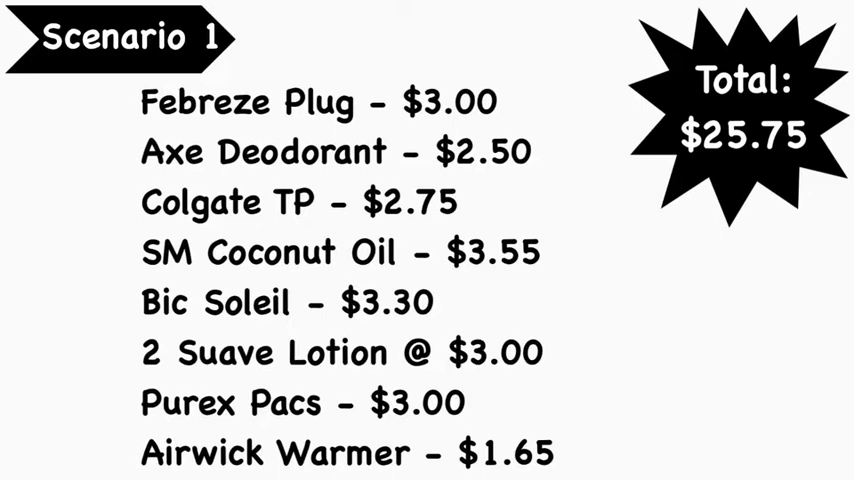 Scenario 1
Total:
$25.75
Febreze Plug - $3.00
Axe Deodorant - $2.50
Colgate TP - $2.75
SM Coconut Oil - $3.55
Bic Soleil - $3.30
2 Suave Lotion @ $3.00
Purex Pacs - $3.00
Airwick Warmer - $1.65